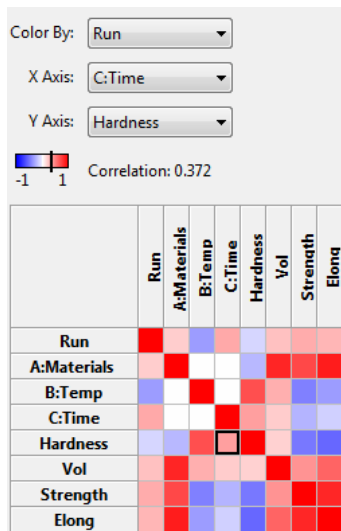 Color By: Run
X Axis: C:Time
Y Axis: Hardness
-1 1 Correlation: 0.372
Run A:Materials B:Temp C:Time Hardness Vol Strength Elong
Run
A:Materials
B:Temp
C:Time
Hardness
Vol
Strength
Elong